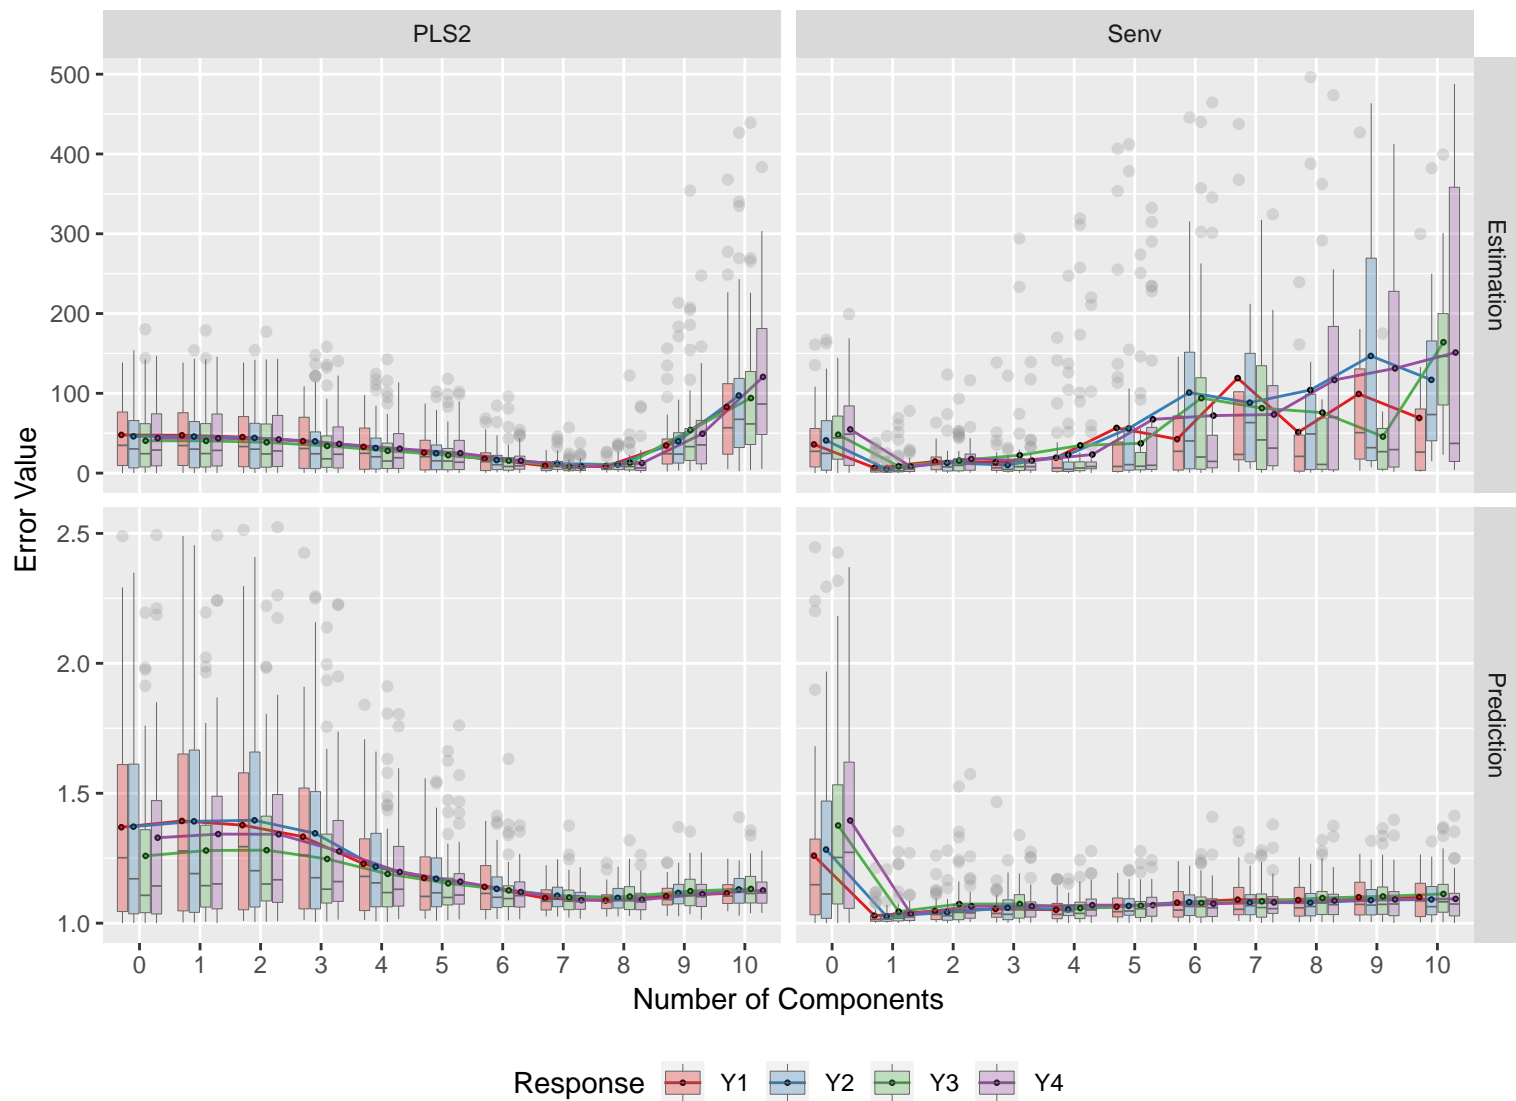 PLS2
Senv
500
400
300
200
100
0
Estimation
Error Value
2.5
2.0
1.5
1.0
Prediction
0 1 2 3 4 5 6 7 8 9 10
0 1 2 3 4 5 6 7 8 9 10
Number of Components
Response Y1 Y2 Y3 Y4